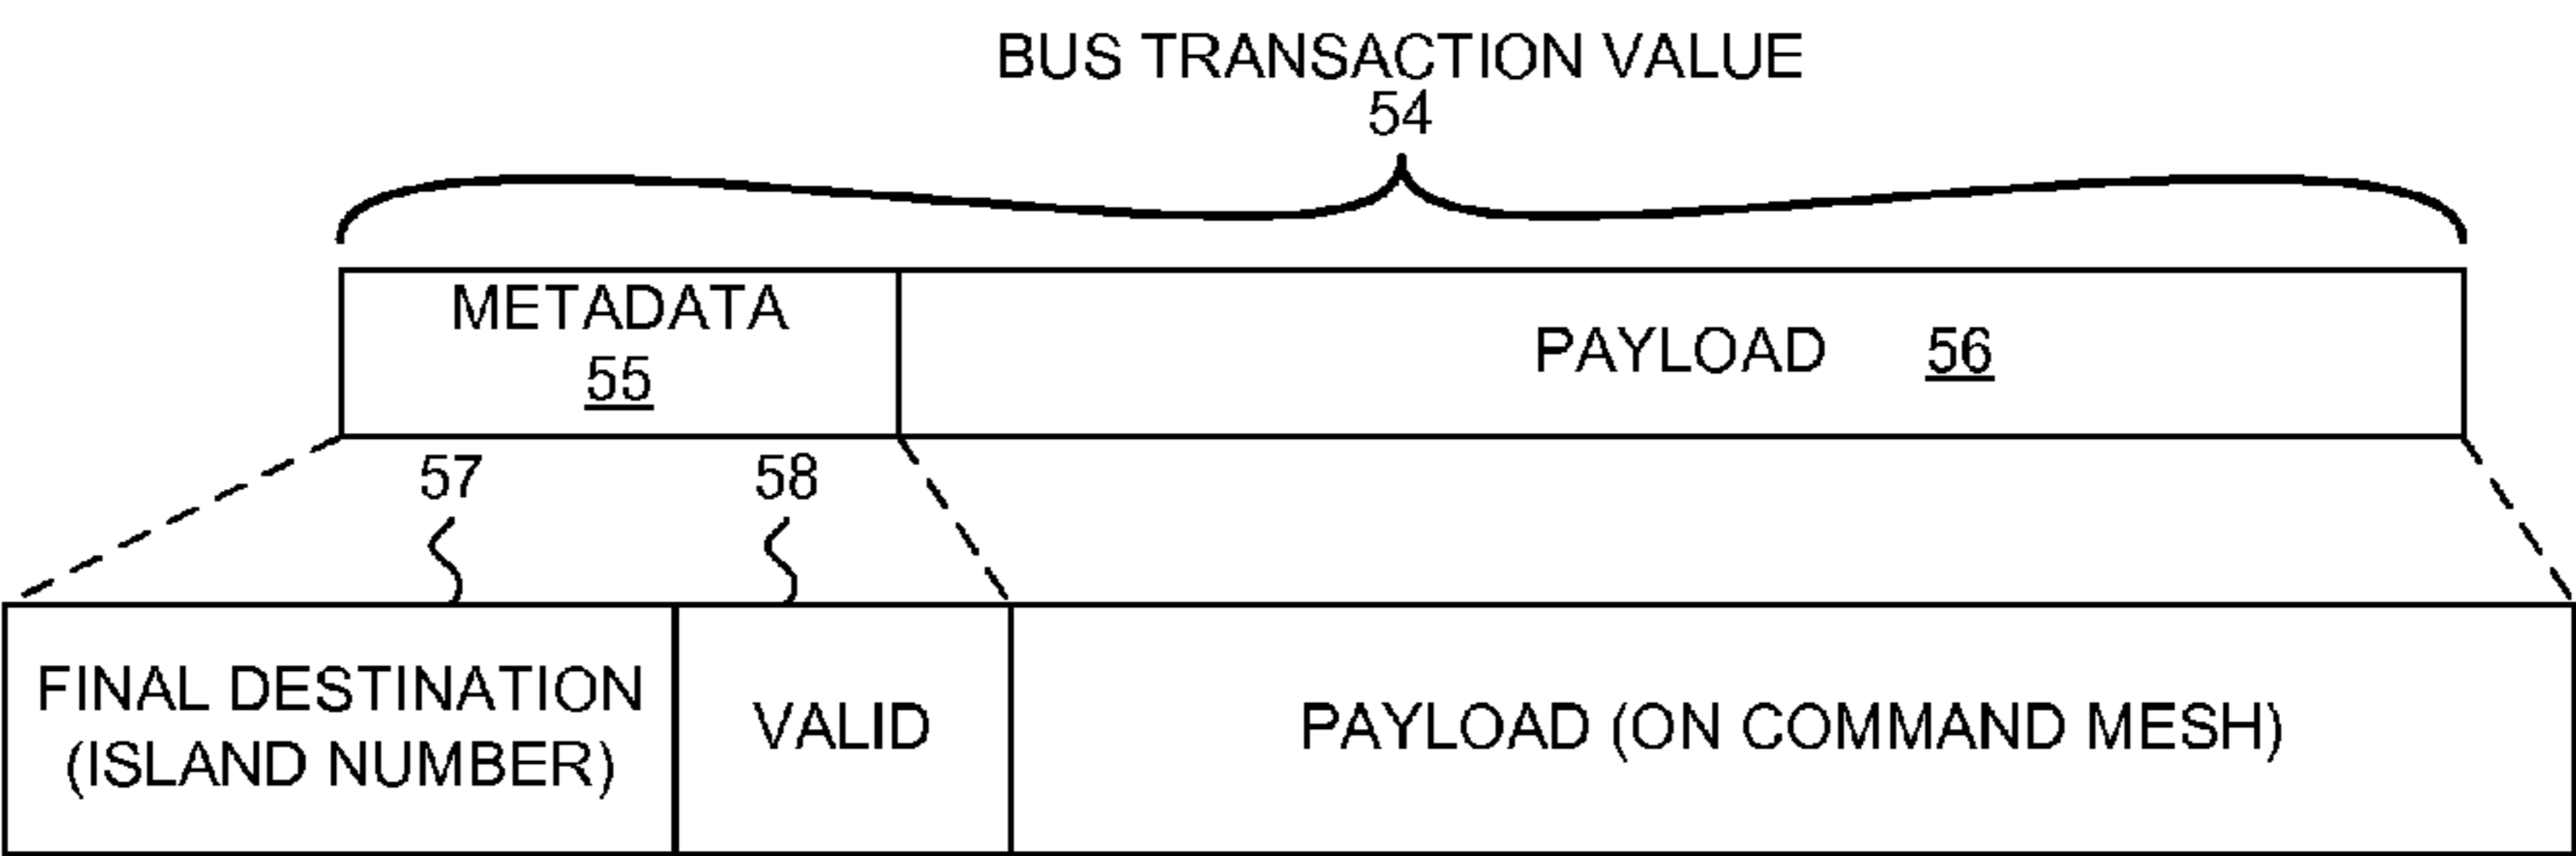 BUS TRANSACTION VALUE
54
METADATA
55
PAYLOAD 56
57 58
FINAL DESTINATION
(ISLAND NUMBER)
VALID
PAYLOAD (ON COMMAND MESH)